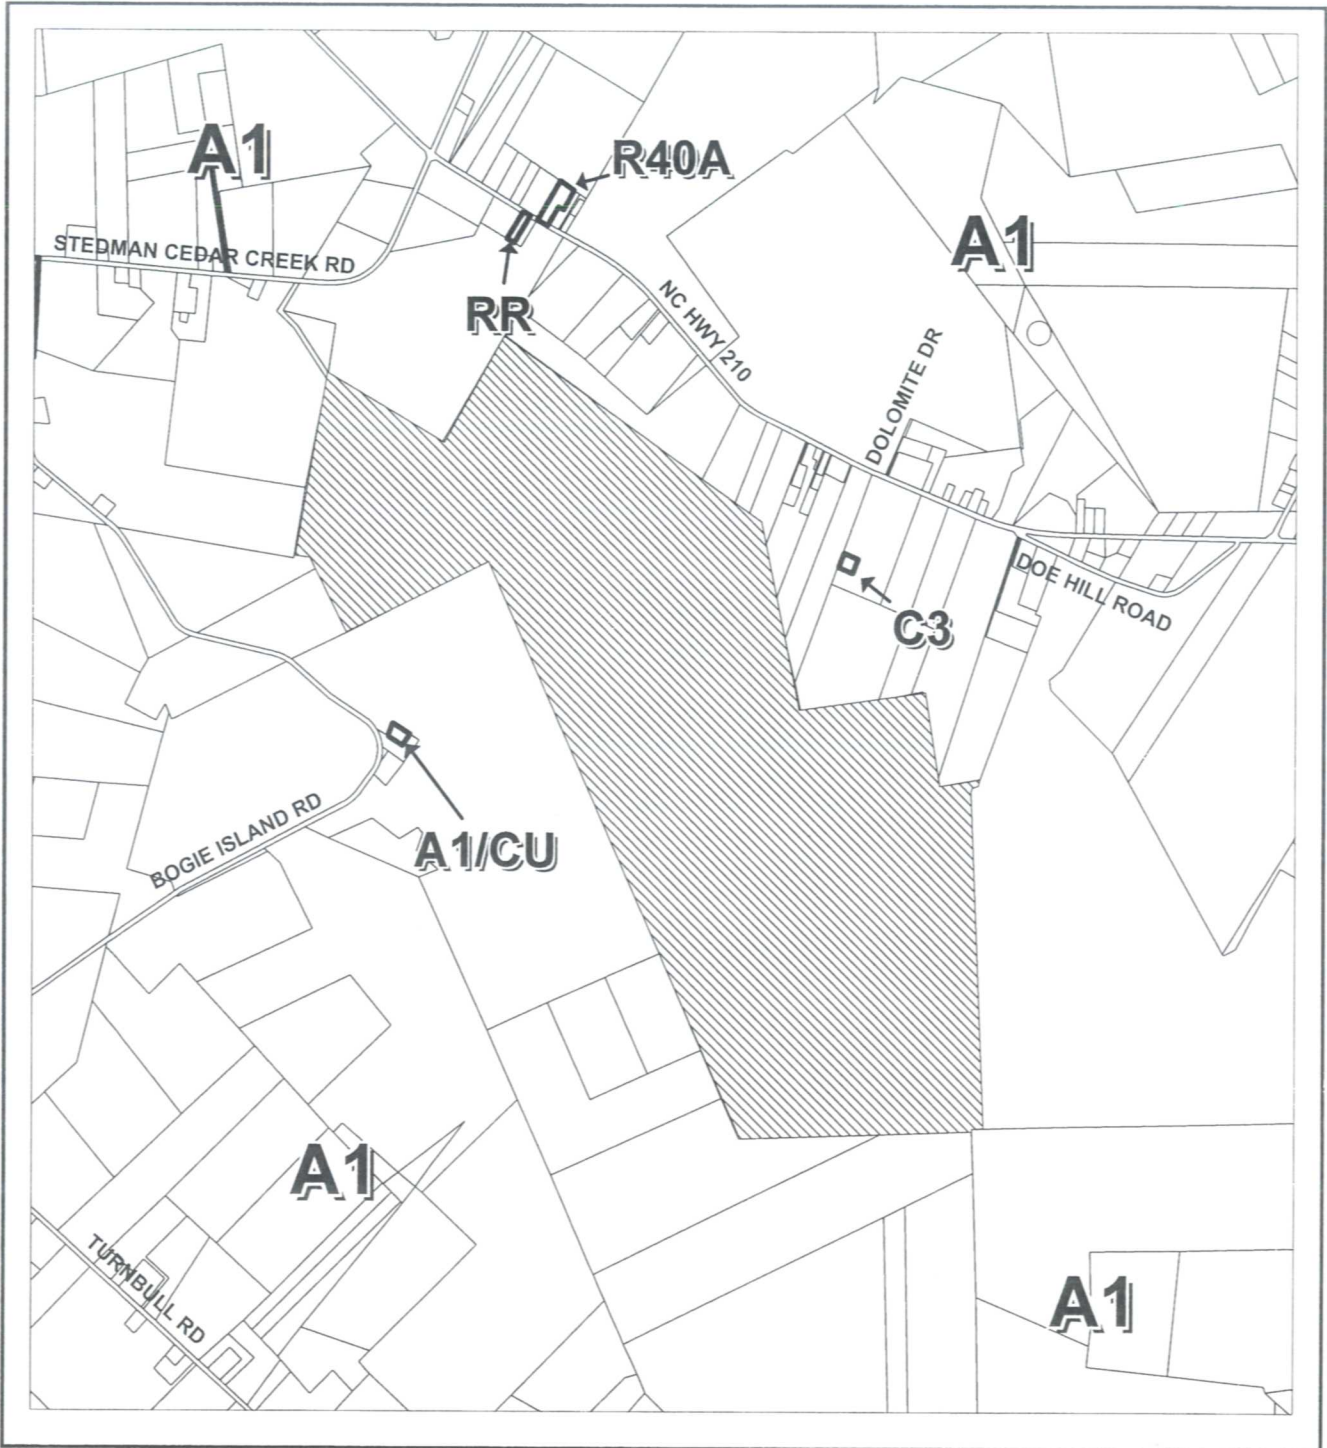 A1
R40A
STEDMAN CEDAR CREEK RD
A1
RR
NC HWY 210
DOLOMITE DR
DOE HILL ROAD
C3
A1/CU
BOGIE ISLAND RD
A1
TURNBULL RD
A1